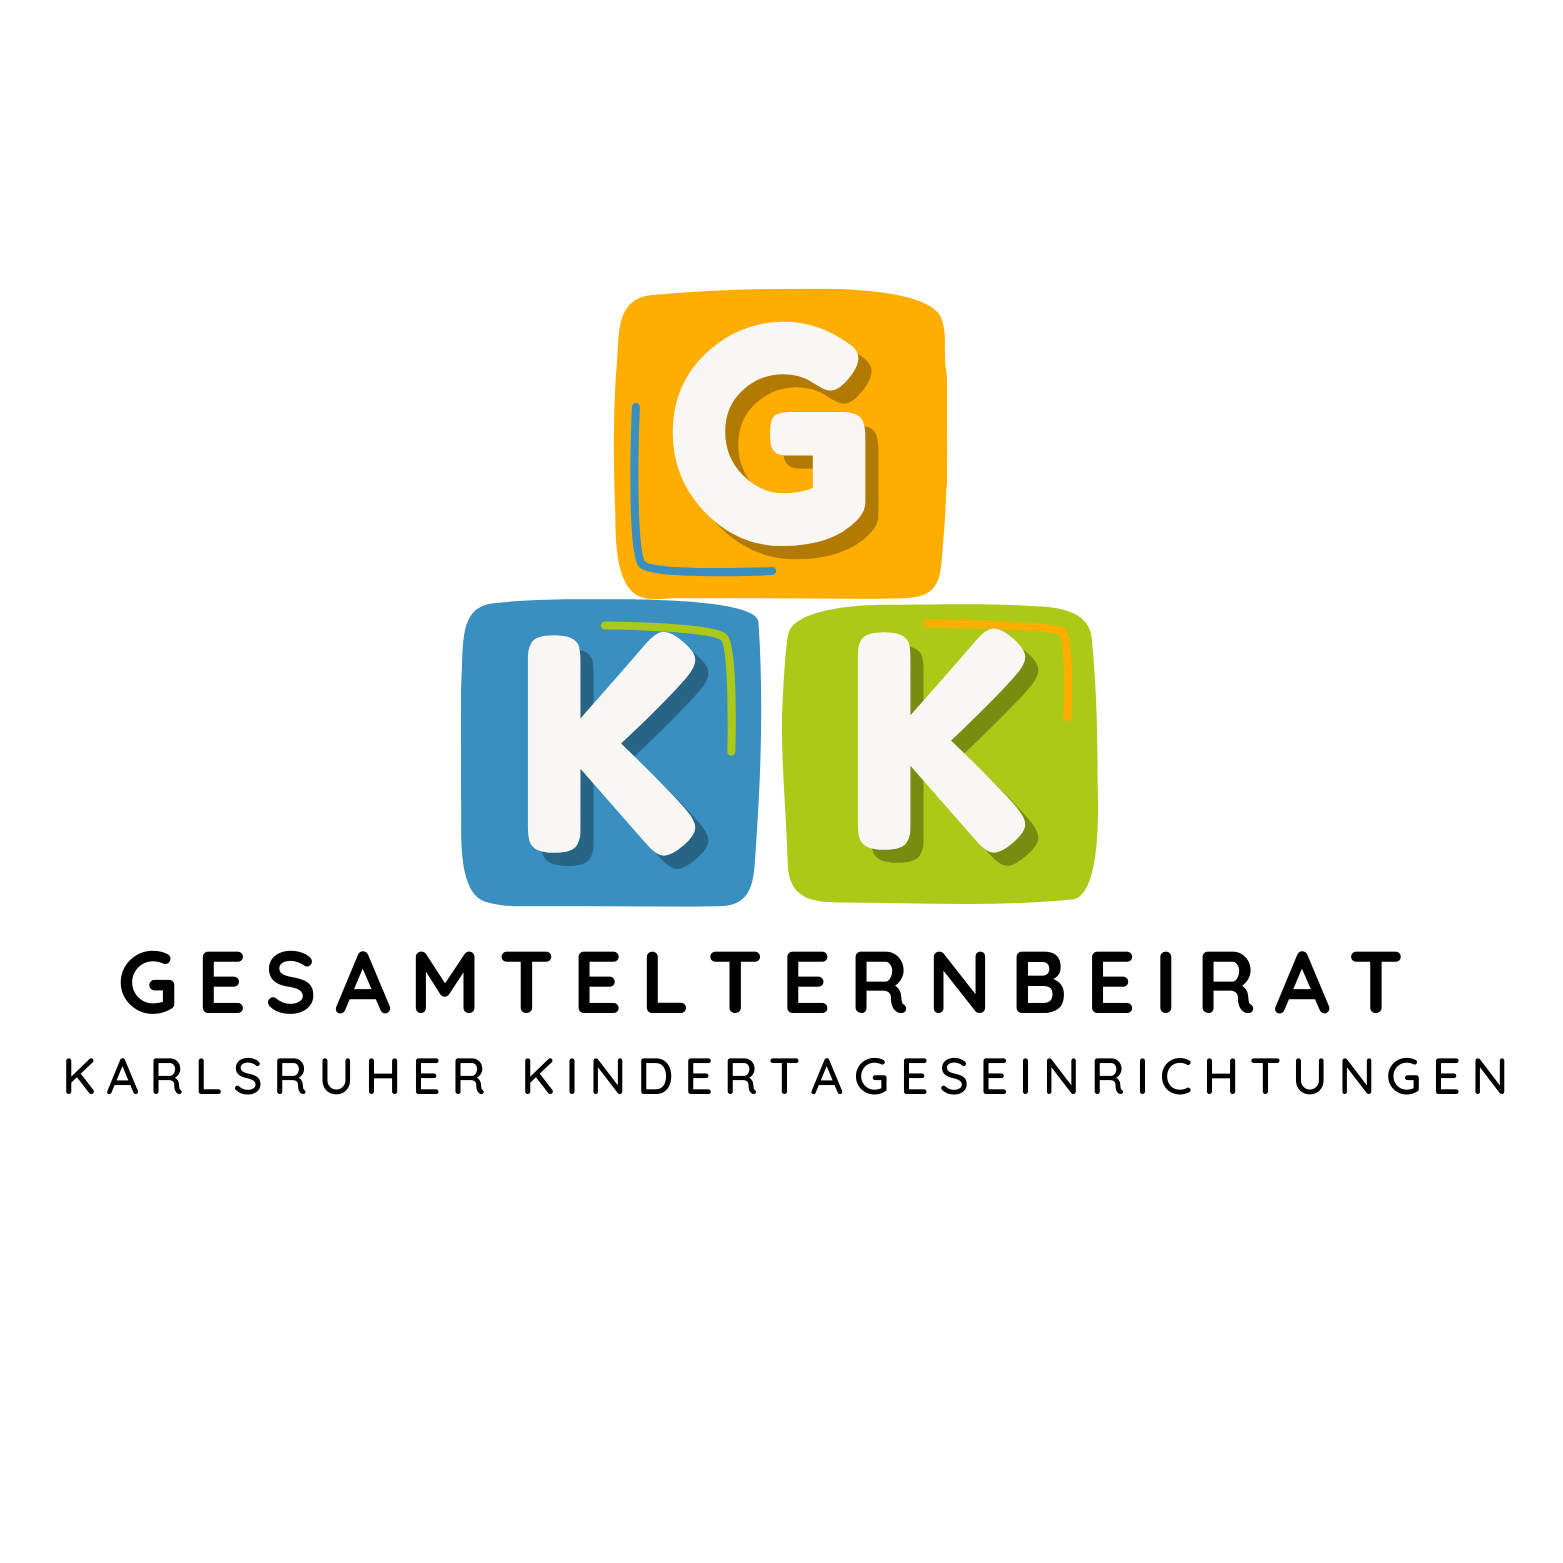 G
K K
GESAMTELTERNBEIRAT
KARLSRUHER KINDERTAGESEINRICHTUNGEN